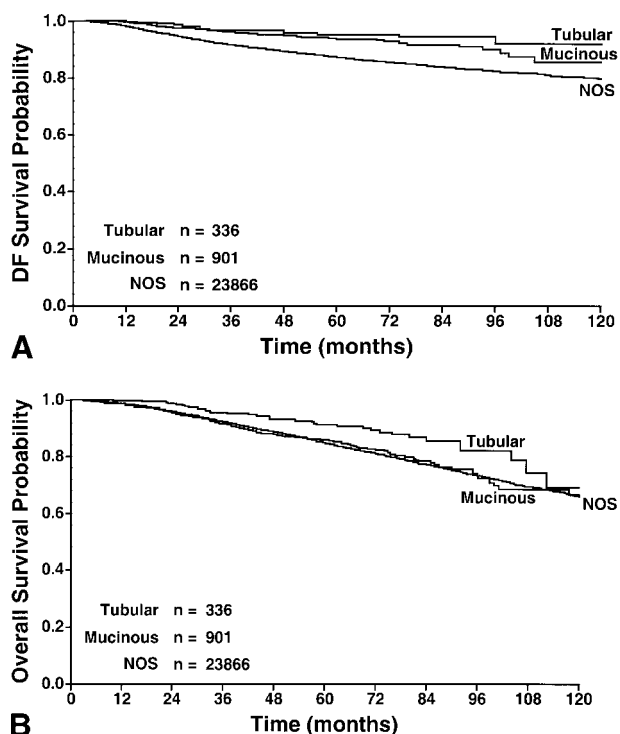 DF Survival Probability
1.0
0.8
0.6
0.4
0.2
0.0
Tubular
Mucinous
NOS
Tubular n = 336
Mucinous n = 901
NOS n = 23866
0 12 24 36 48 60 72 84 96 108 120
Time (months)
A
Overall Survival Probability
1.0
0.8
0.6
0.4
0.2
0.0
Tubular
Mucinous
NOS
Tubular n = 336
Mucinous n = 901
NOS n = 23866
0 12 24 36 48 60 72 84 96 108 120
Time (months)
B